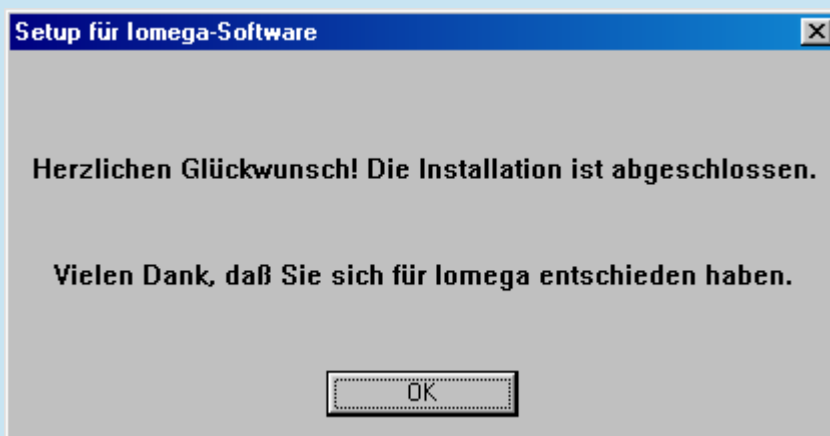 Setup für Iomega-Software
Herzlichen Glückwunsch! Die Installation ist abgeschlossen.
Vielen Dank, daß Sie sich für Iomega entschieden haben.
OK